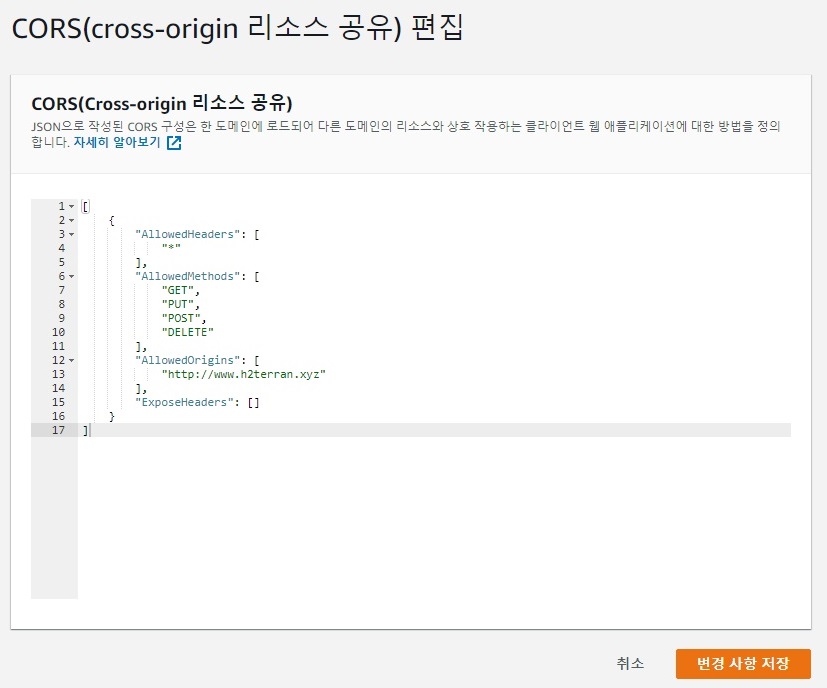 CORS(cross-origin 리소스 공유) 편집
CORS(Cross-origin 리소스 공유)
JSON으로 작성된 CORS 구성은 한 도메인에 로드되어 다른 도메인의 리소스와 상호 작용하는 클라이언트 웹 애플리케이션에 대한 방법을 정의
합니다. 자세히 알아보기
1 [
2 {
3 "AllowedHeaders": [
4 "*"
5 ],
6 "AllowedMethods": [
7 "GET",
8 "PUT",
9 "POST",
10 "DELETE"
11 ],
12 "AllowedOrigins": [
13 "http://www.h2terran.xyz"
14 ],
15 "ExposeHeaders": []
16 }
17 ]
취소 변경 사항 저장